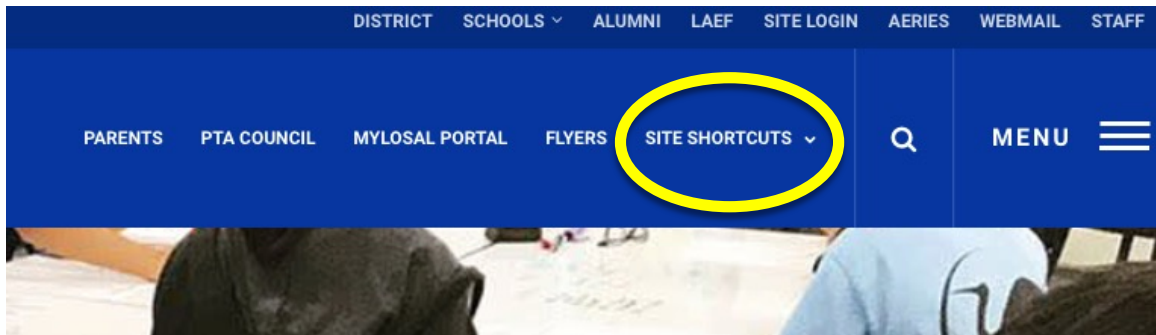 DISTRICT SCHOOLS ALUMNI LAEF SITE LOGIN AERIES WEBMAIL STAFF
PARENTS PTA COUNCIL MYLOSAL PORTAL FLYERS SITE SHORTCUTS MENU